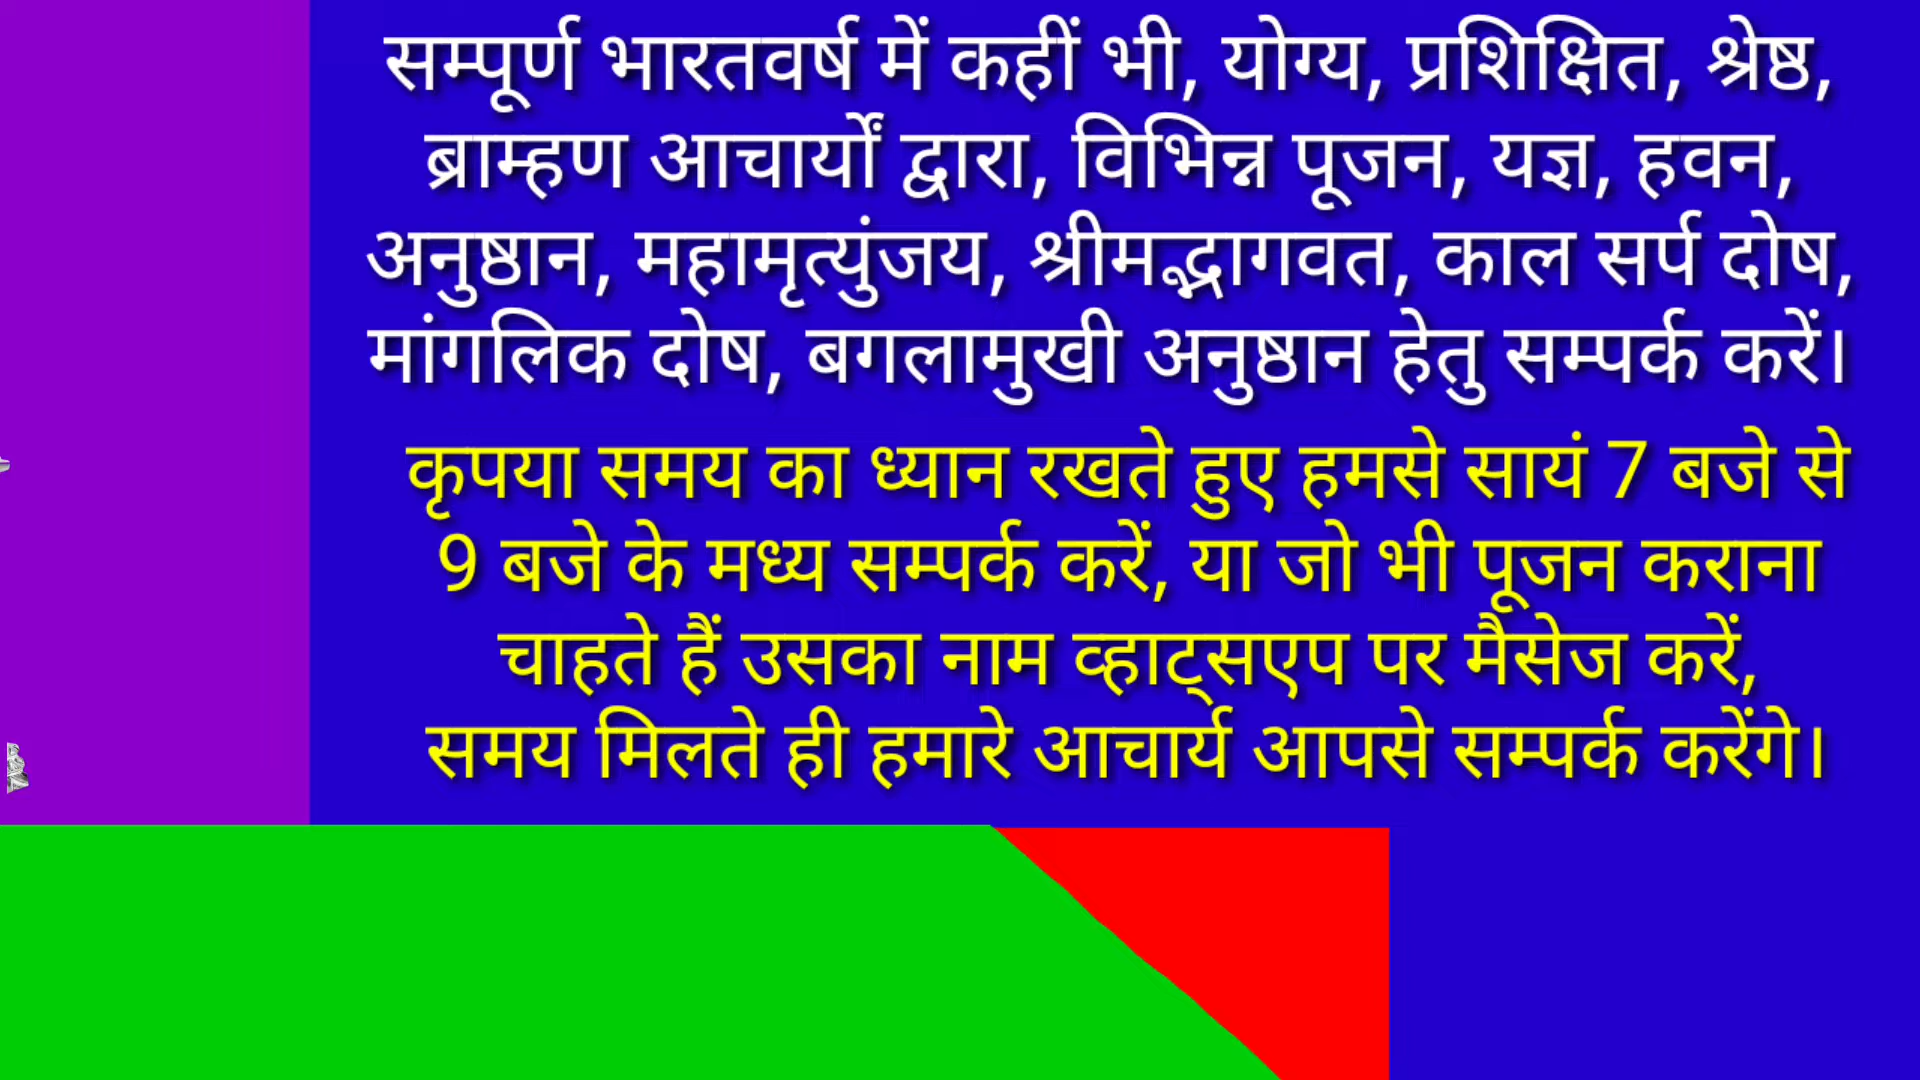 सम्पूर्ण भारतवर्ष में कहीं भी, योग्य, प्रशिक्षित, श्रेष्ठ,
ब्राम्हण आचार्यों द्वारा, विभिन्न पूजन, यज्ञ, हवन,
अनुष्ठान, महामृत्युंजय, श्रीमद्भागवत, काल सर्प दोष,
मांगलिक दोष, बगलामुखी अनुष्ठान हेतु सम्पर्क करें।
कृपया समय का ध्यान रखते हुए हमसे सायं 7 बजे से
9 बजे के मध्य सम्पर्क करें, या जो भी पूजन कराना
चाहते हैं उसका नाम व्हाट्सएप पर मैसेज करें,
समय मिलते ही हमारे आचार्य आपसे सम्पर्क करेंगे।